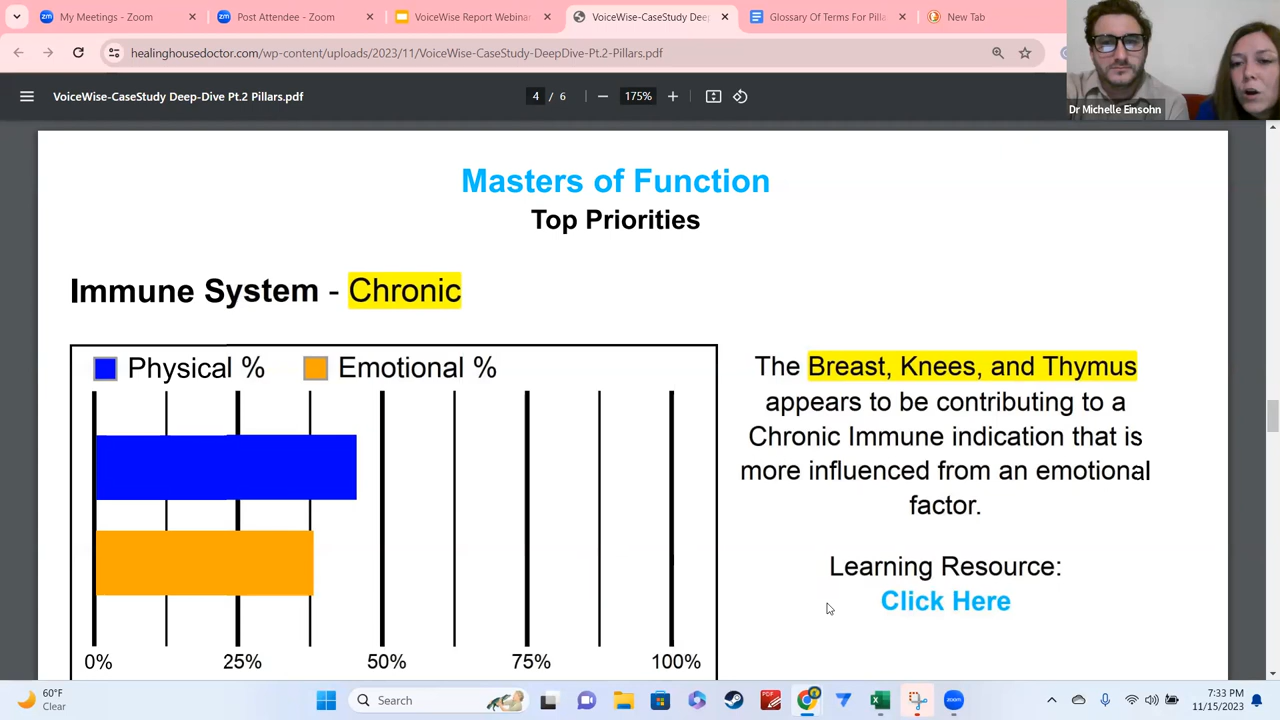 My Meetings - Zoom
Post Attendee - Zoom
VoiceWise Report Webinar
VoiceWise-CaseStudy Deep
Glossary Of Terms For Pilla
New Tab
healinghousedoctor.com/wp-content/uploads/2023/11/VoiceWise-CaseStudy-DeepDive-Pt.2-Pillars.pdf
VoiceWise-CaseStudy Deep-Dive Pt.2 Pillars.pdf
4 / 6
175%
Dr Michelle Einsohn
Masters of Function
Top Priorities
Immune System - Chronic
Physical %
Emotional %
0%
25%
50%
75%
100%
The Breast, Knees, and Thymus
appears to be contributing to a
Chronic Immune indication that is
more influenced from an emotional
factor.
Learning Resource:
Click Here
60°F
Clear
Search
7:33 PM
11/15/2023